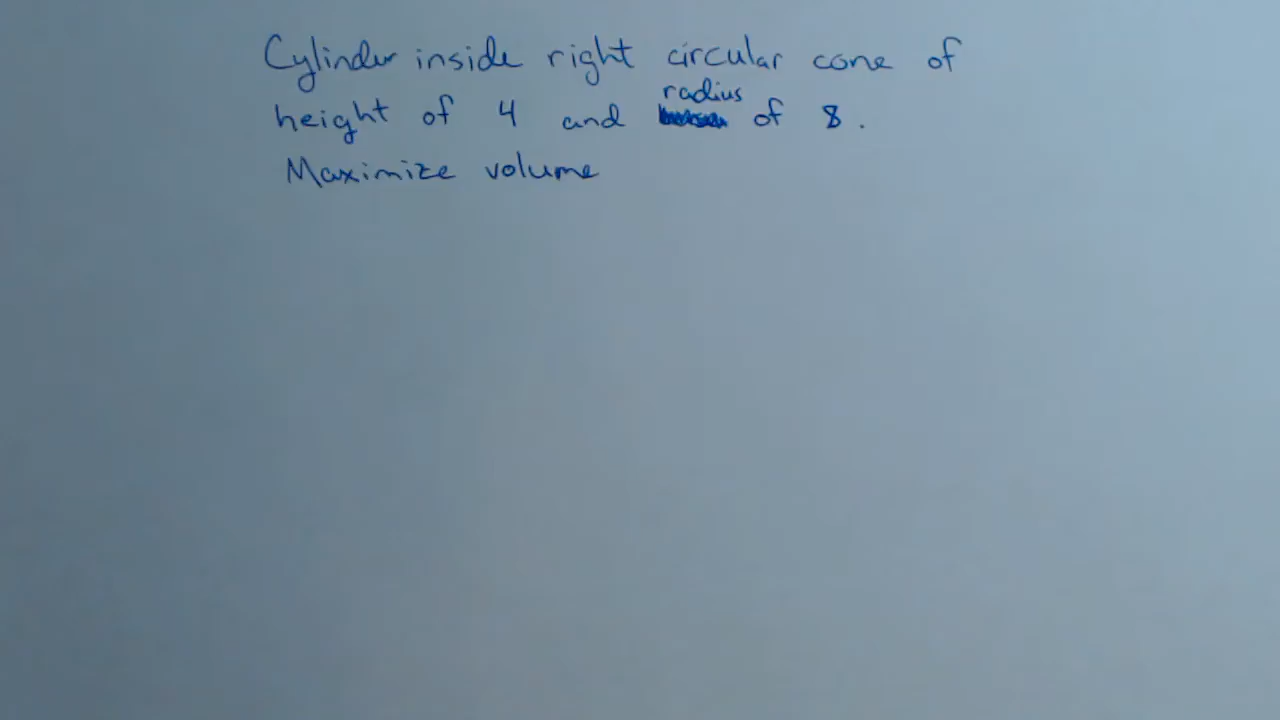 Cylinder inside right circular cone of
height of 4 and radius of 8.
Maximize volume